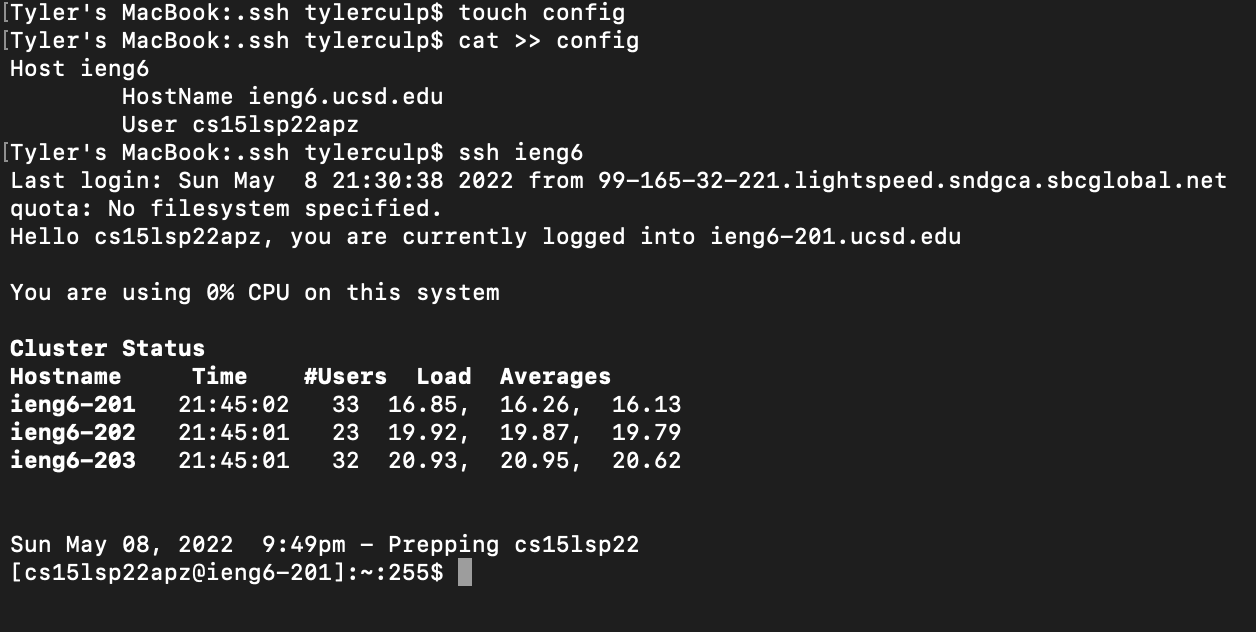 [Tyler's MacBook:.ssh tylerculp$ touch config
[Tyler's MacBook:.ssh tylerculp$ cat >> config
Host ieng6
        HostName ieng6.ucsd.edu
        User cs15lsp22apz
[Tyler's MacBook:.ssh tylerculp$ ssh ieng6
Last login: Sun May  8 21:30:38 2022 from 99-165-32-221.lightspeed.sndgca.sbcglobal.net
quota: No filesystem specified.
Hello cs15lsp22apz, you are currently logged into ieng6-201.ucsd.edu

You are using 0% CPU on this system

Cluster Status
Hostname     Time    #Users  Load  Averages
ieng6-201   21:45:02   33  16.85,  16.26,  16.13
ieng6-202   21:45:01   23  19.92,  19.87,  19.79
ieng6-203   21:45:01   32  20.93,  20.95,  20.62


Sun May 08, 2022  9:49pm - Prepping cs15lsp22
[cs15lsp22apz@ieng6-201]:~:255$